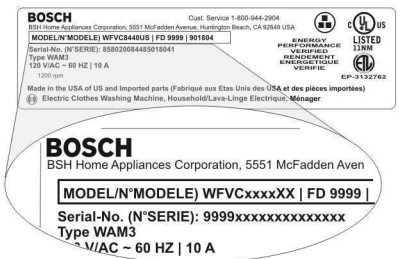 BOSCH
Cust. Service 1-800-944-2904
BSH Home Appliances Corporation, 5551 McFadden Avenue, Huntington Beach, CA 92649 USA
MODEL/N°MODELE) WFVC8440US | FD 9999 | 901804
Serial-No. (N°SERIE): 858020084485018041
Type WAM3
120 V/AC ~ 60 HZ | 10 A
1200 rpm
Made in the USA of US and Imported parts (Fabriqué aux Etats Unis des USA et des pièces importées)
Electric Clothes Washing Machine, Household/Lava-Linge Electrique, Ménager
ENERGY
PERFORMANCE
VERIFIED
RENDEMENT
ENERGETIQUE
VERIFIE
C UL US
LISTED
11NM
EP-3132762
BOSCH
BSH Home Appliances Corporation, 5551 McFadden Aven
MODEL/N°MODELE) WFVCxxxxXX | FD 9999 |
Serial-No. (N°SERIE): 9999xxxxxxxxxxxxxx
Type WAM3
V/AC ~ 60 HZ | 10 A